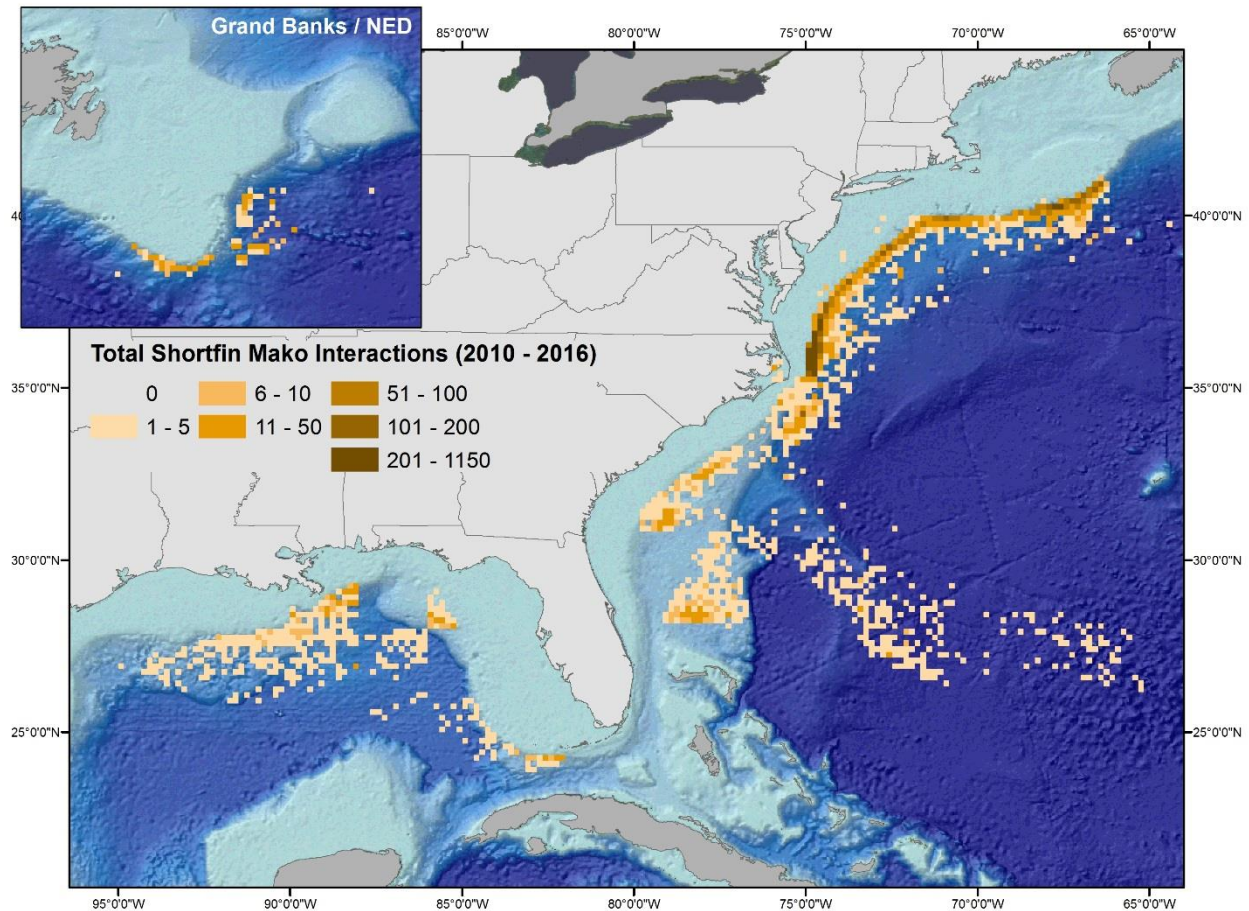 Grand Banks / NED
85°0'0"W 80°0'0"W 75°0'0"W 70°0'0"W 65°0'0"W
40
40°0'0"N
Total Shortfin Mako Interactions (2010 - 2016)
0 6 - 10 51 - 100
1 - 5 11 - 50 101 - 200
201 - 1150
35°0'0"N 35°0'0"N
30°0'0"N 30°0'0"N
25°0'0"N 25°0'0"N
95°0'0"W 90°0'0"W 85°0'0"W 80°0'0"W 75°0'0"W 70°0'0"W 65°0'0"W